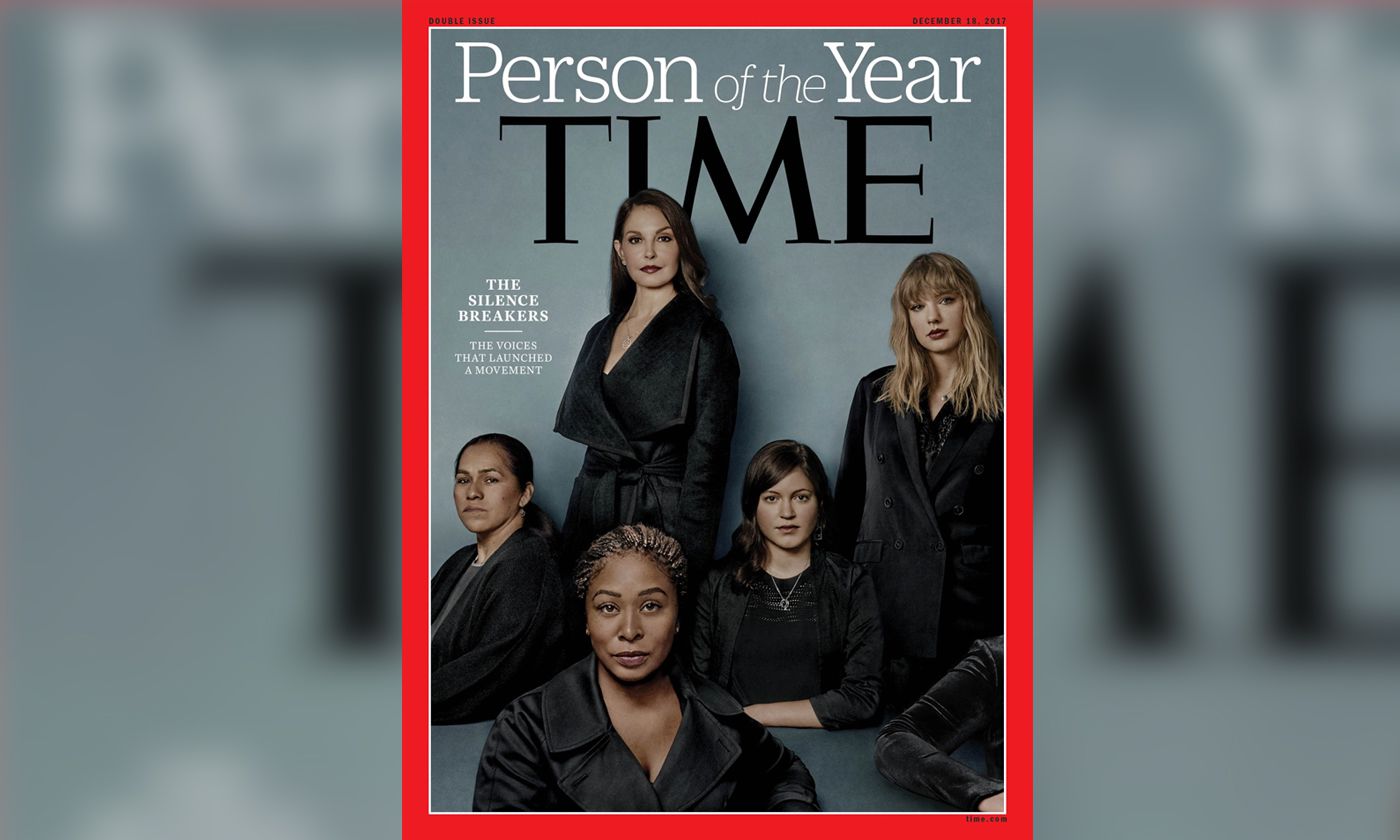 DOUBLE ISSUE
DECEMBER 18, 2017
Person of the Year
TIME
THE
SILENCE
BREAKERS
THE VOICES
THAT LAUNCHED
A MOVEMENT
time.com